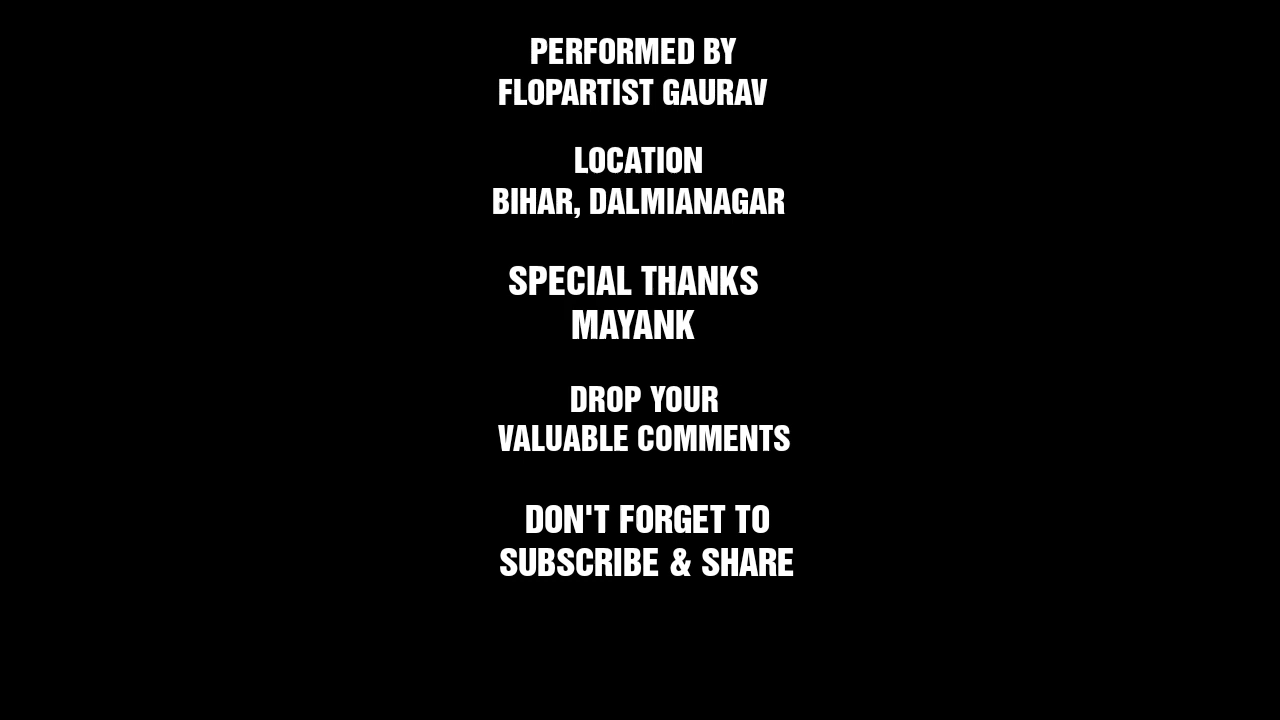 PERFORMED BY
FLOPARTIST GAURAV
LOCATION
BIHAR, DALMIANAGAR
SPECIAL THANKS
MAYANK
DROP YOUR
VALUABLE COMMENTS
DON'T FORGET TO
SUBSCRIBE & SHARE